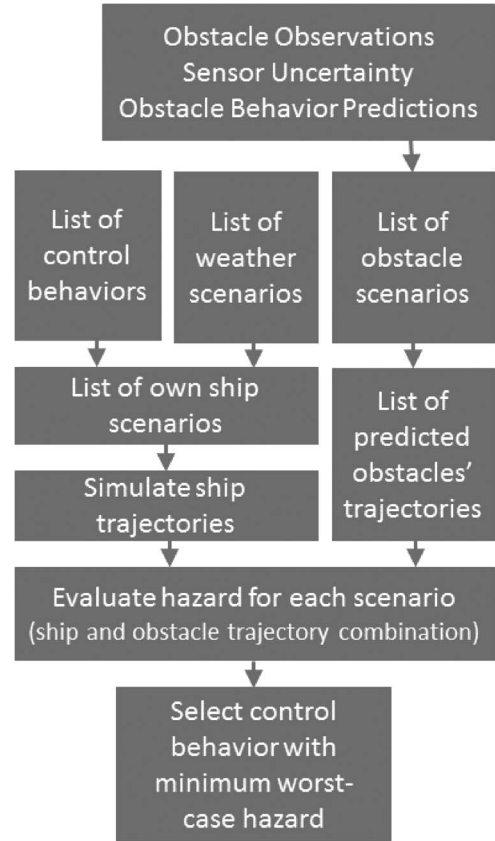 Obstacle Observations
Sensor Uncertainty
Obstacle Behavior Predictions
List of
control
behaviors
List of
weather
scenarios
List of
obstacle
scenarios
List of own ship
scenarios
List of
predicted
obstacles’
trajectories
Simulate ship
trajectories
Evaluate hazard for each scenario
(ship and obstacle trajectory combination)
Select control
behavior with
minimum worst-
case hazard